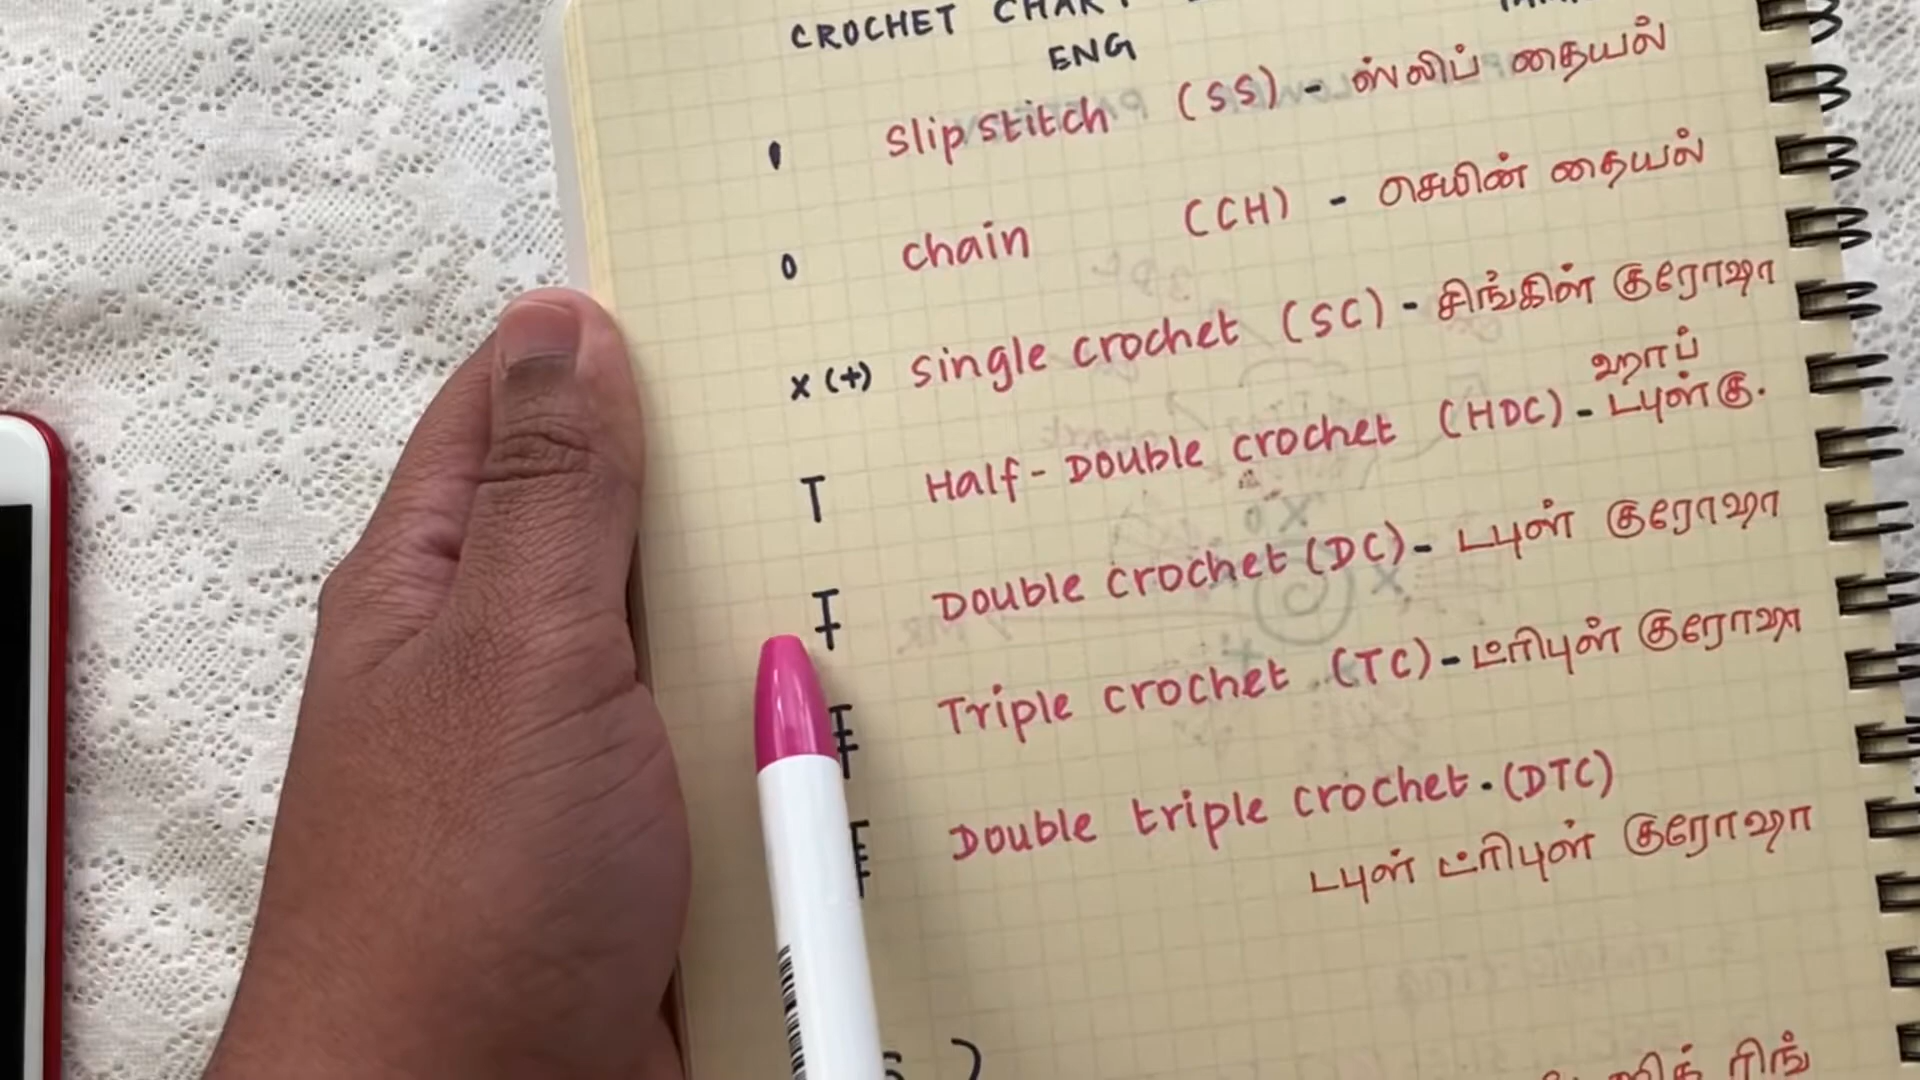 CROCHET CHART
ENG
slip stitch (SS) - ஸ்லிப் தையல்
chain (CH) - செயின் தையல்
x (+) single crochet (SC) - சிங்கிள் குரோஷா
T Half-Double crochet (HDC) - ஹாப் டபுள் கு.
Double crochet (DC) - டபுள் குரோஷா
Triple crochet (TC) - ட்ரிபுள் குரோஷா
Double triple crochet. (DTC)
டபுள் ட்ரிபுள் குரோஷா
ரிங்